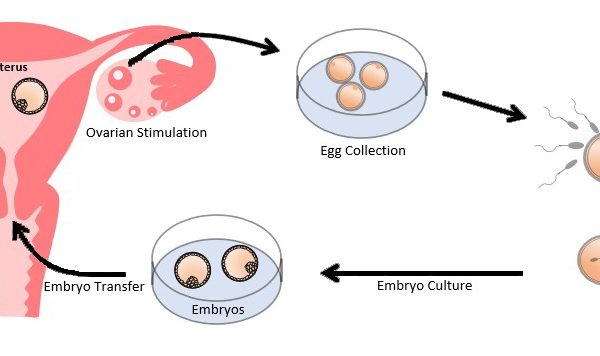 terus
Ovarian Stimulation
Egg Collection
Embryo Transfer
Embryos
Embryo Culture